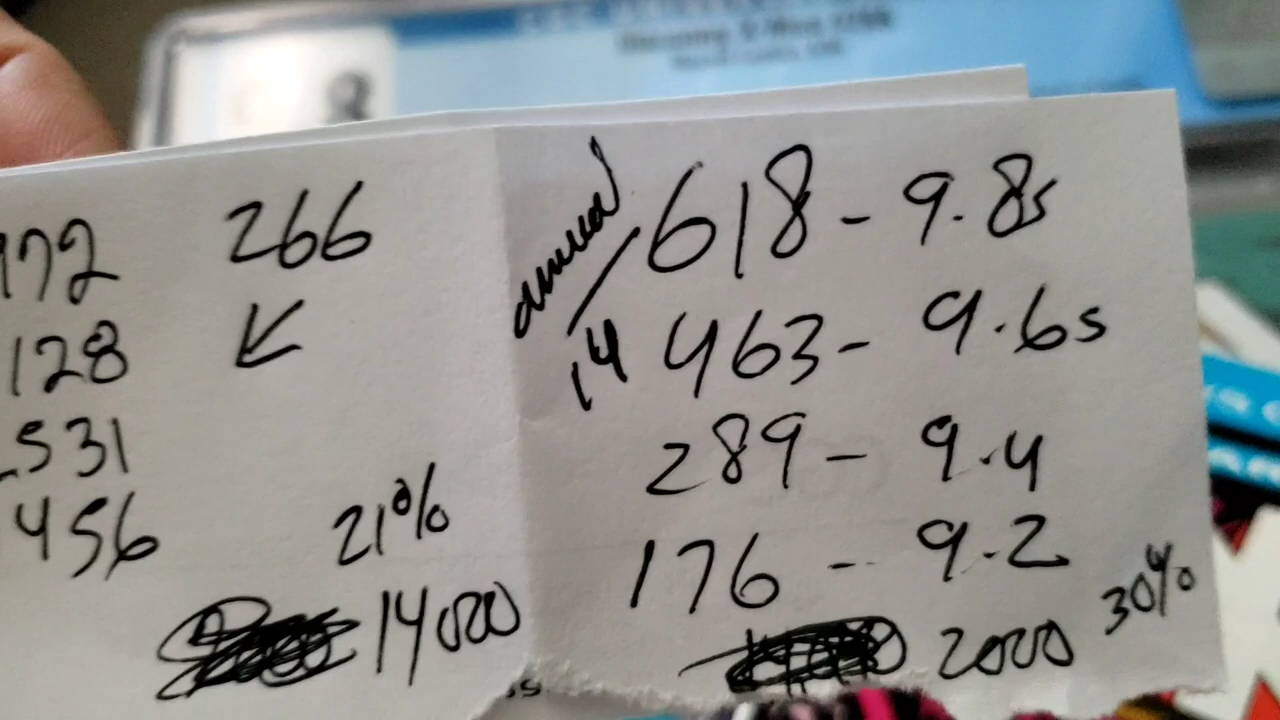 266
128
531
456
21%
14000
annual
14
618 - 9.8s
463 - 9.6s
289 - 9.4
176 - 9.2
2000 30%